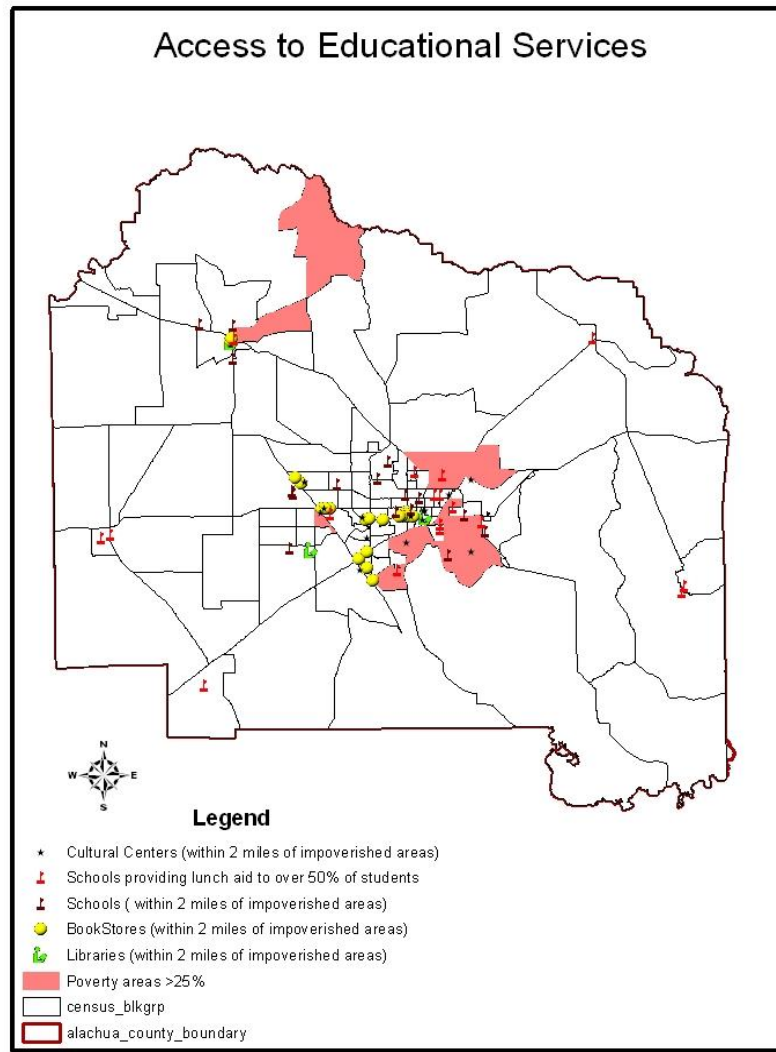 Access to Educational Services
N
W E
S
Legend
Cultural Centers (within 2 miles of impoverished areas)
Schools providing lunch aid to over 50% of students
Schools ( within 2 miles of impoverished areas)
BookStores (within 2 miles of impoverished areas)
Libraries (within 2 miles of impoverished areas)
Poverty areas >25%
census_blkgrp
alachua_county_boundary